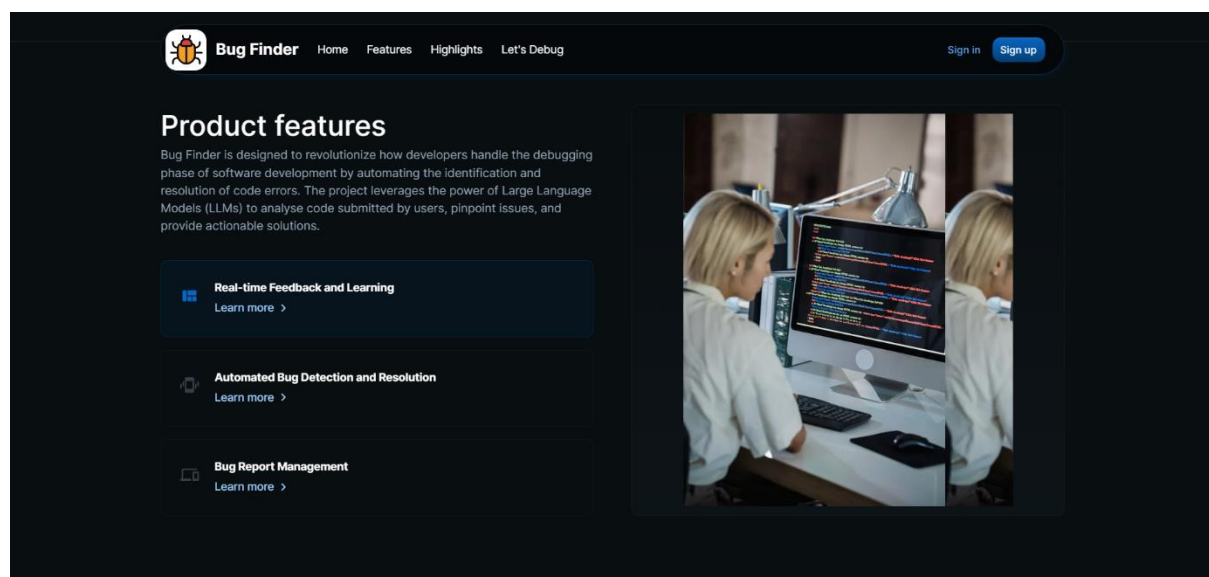 Bug Finder Home Features Highlights Let's Debug Sign in Sign up
Product features
Bug Finder is designed to revolutionize how developers handle the debugging
phase of software development by automating the identification and
resolution of code errors. The project leverages the power of Large Language
Models (LLMs) to analyse code submitted by users, pinpoint issues, and
provide actionable solutions.
Real-time Feedback and Learning
Learn more >
Automated Bug Detection and Resolution
Learn more >
Bug Report Management
Learn more >